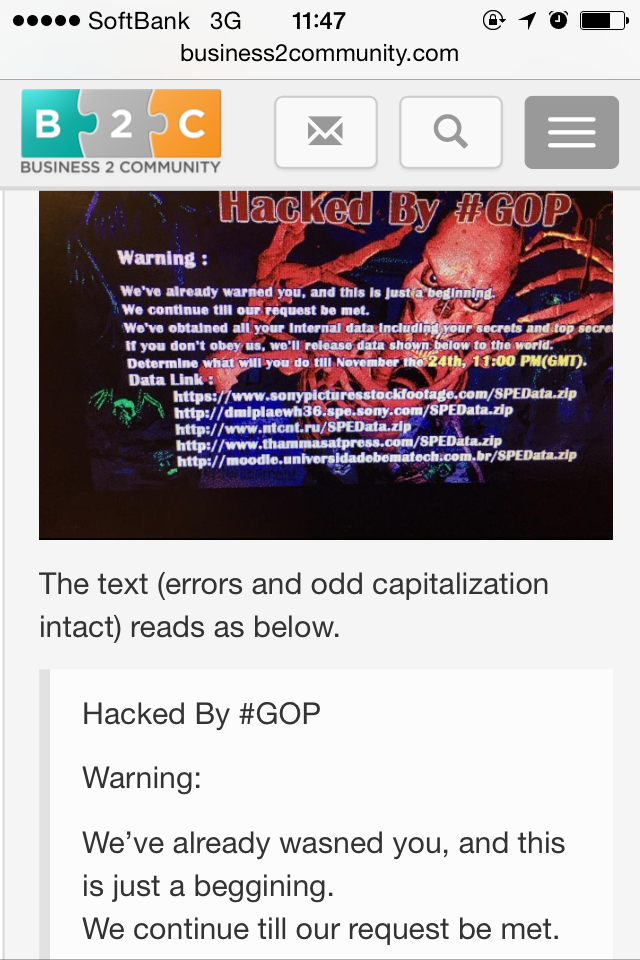 SoftBank 3G 11:47
business2community.com
B 2 C
BUSINESS 2 COMMUNITY
Hacked By #GOP
Warning :
We've already warned you, and this is just a beginning.
We continue till our request be met.
We've obtained all your Internal data Including your secrets and top secre
If you don't obey us, we'll release data shown below to the world.
Determine what will you do till November the 24th, 11:00 PM(GMT).
Data Link :
https://www.sonypicturesstockfootage.com/SPEData.zip
http://dmiplaewh36.spe.sony.com/SPEData.zip
http://www.ntcnt.ru/SPEData.zip
http://www.thammasatpress.com/SPEData.zip
http://moodle.universidadebematech.com.br/SPEData.zip
The text (errors and odd capitalization
intact) reads as below.
Hacked By #GOP
Warning:
We’ve already wasned you, and this
is just a beggining.
We continue till our request be met.